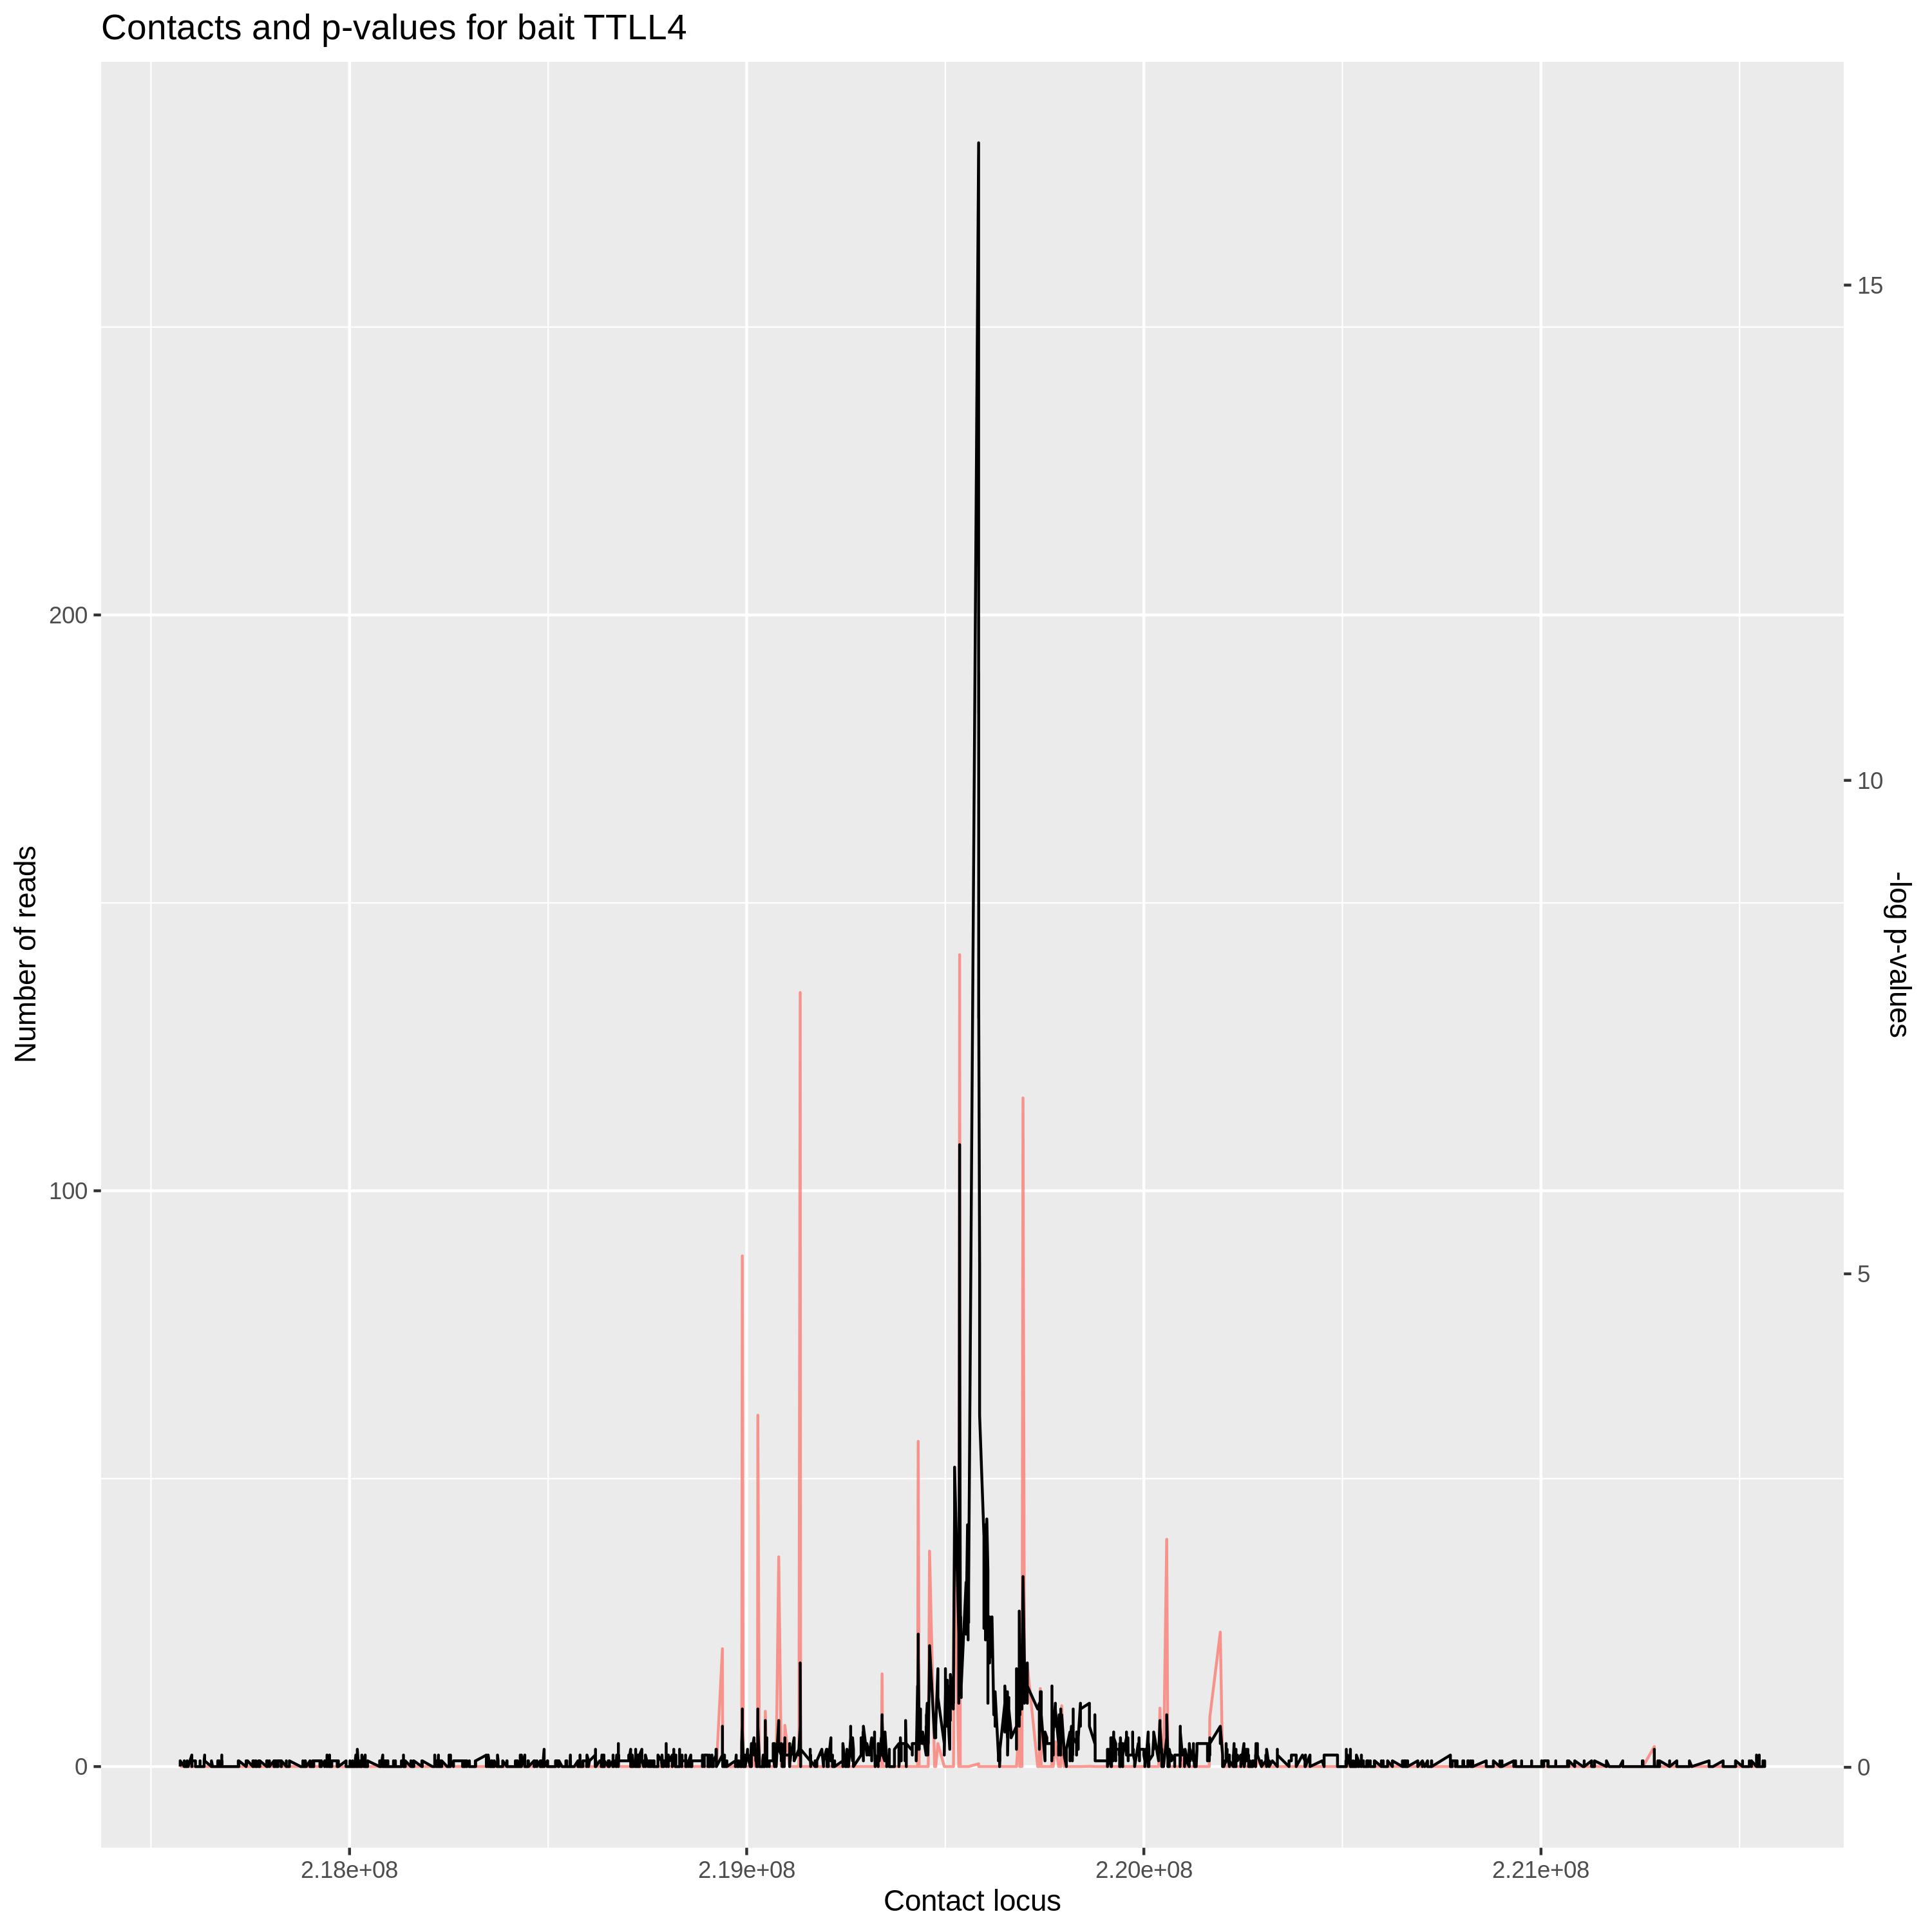 Contacts and p-values for bait TTLL4
Number of reads
200
100
0
15
10
5
0
-log p-values
2.18e+08
2.19e+08
2.20e+08
2.21e+08
Contact locus